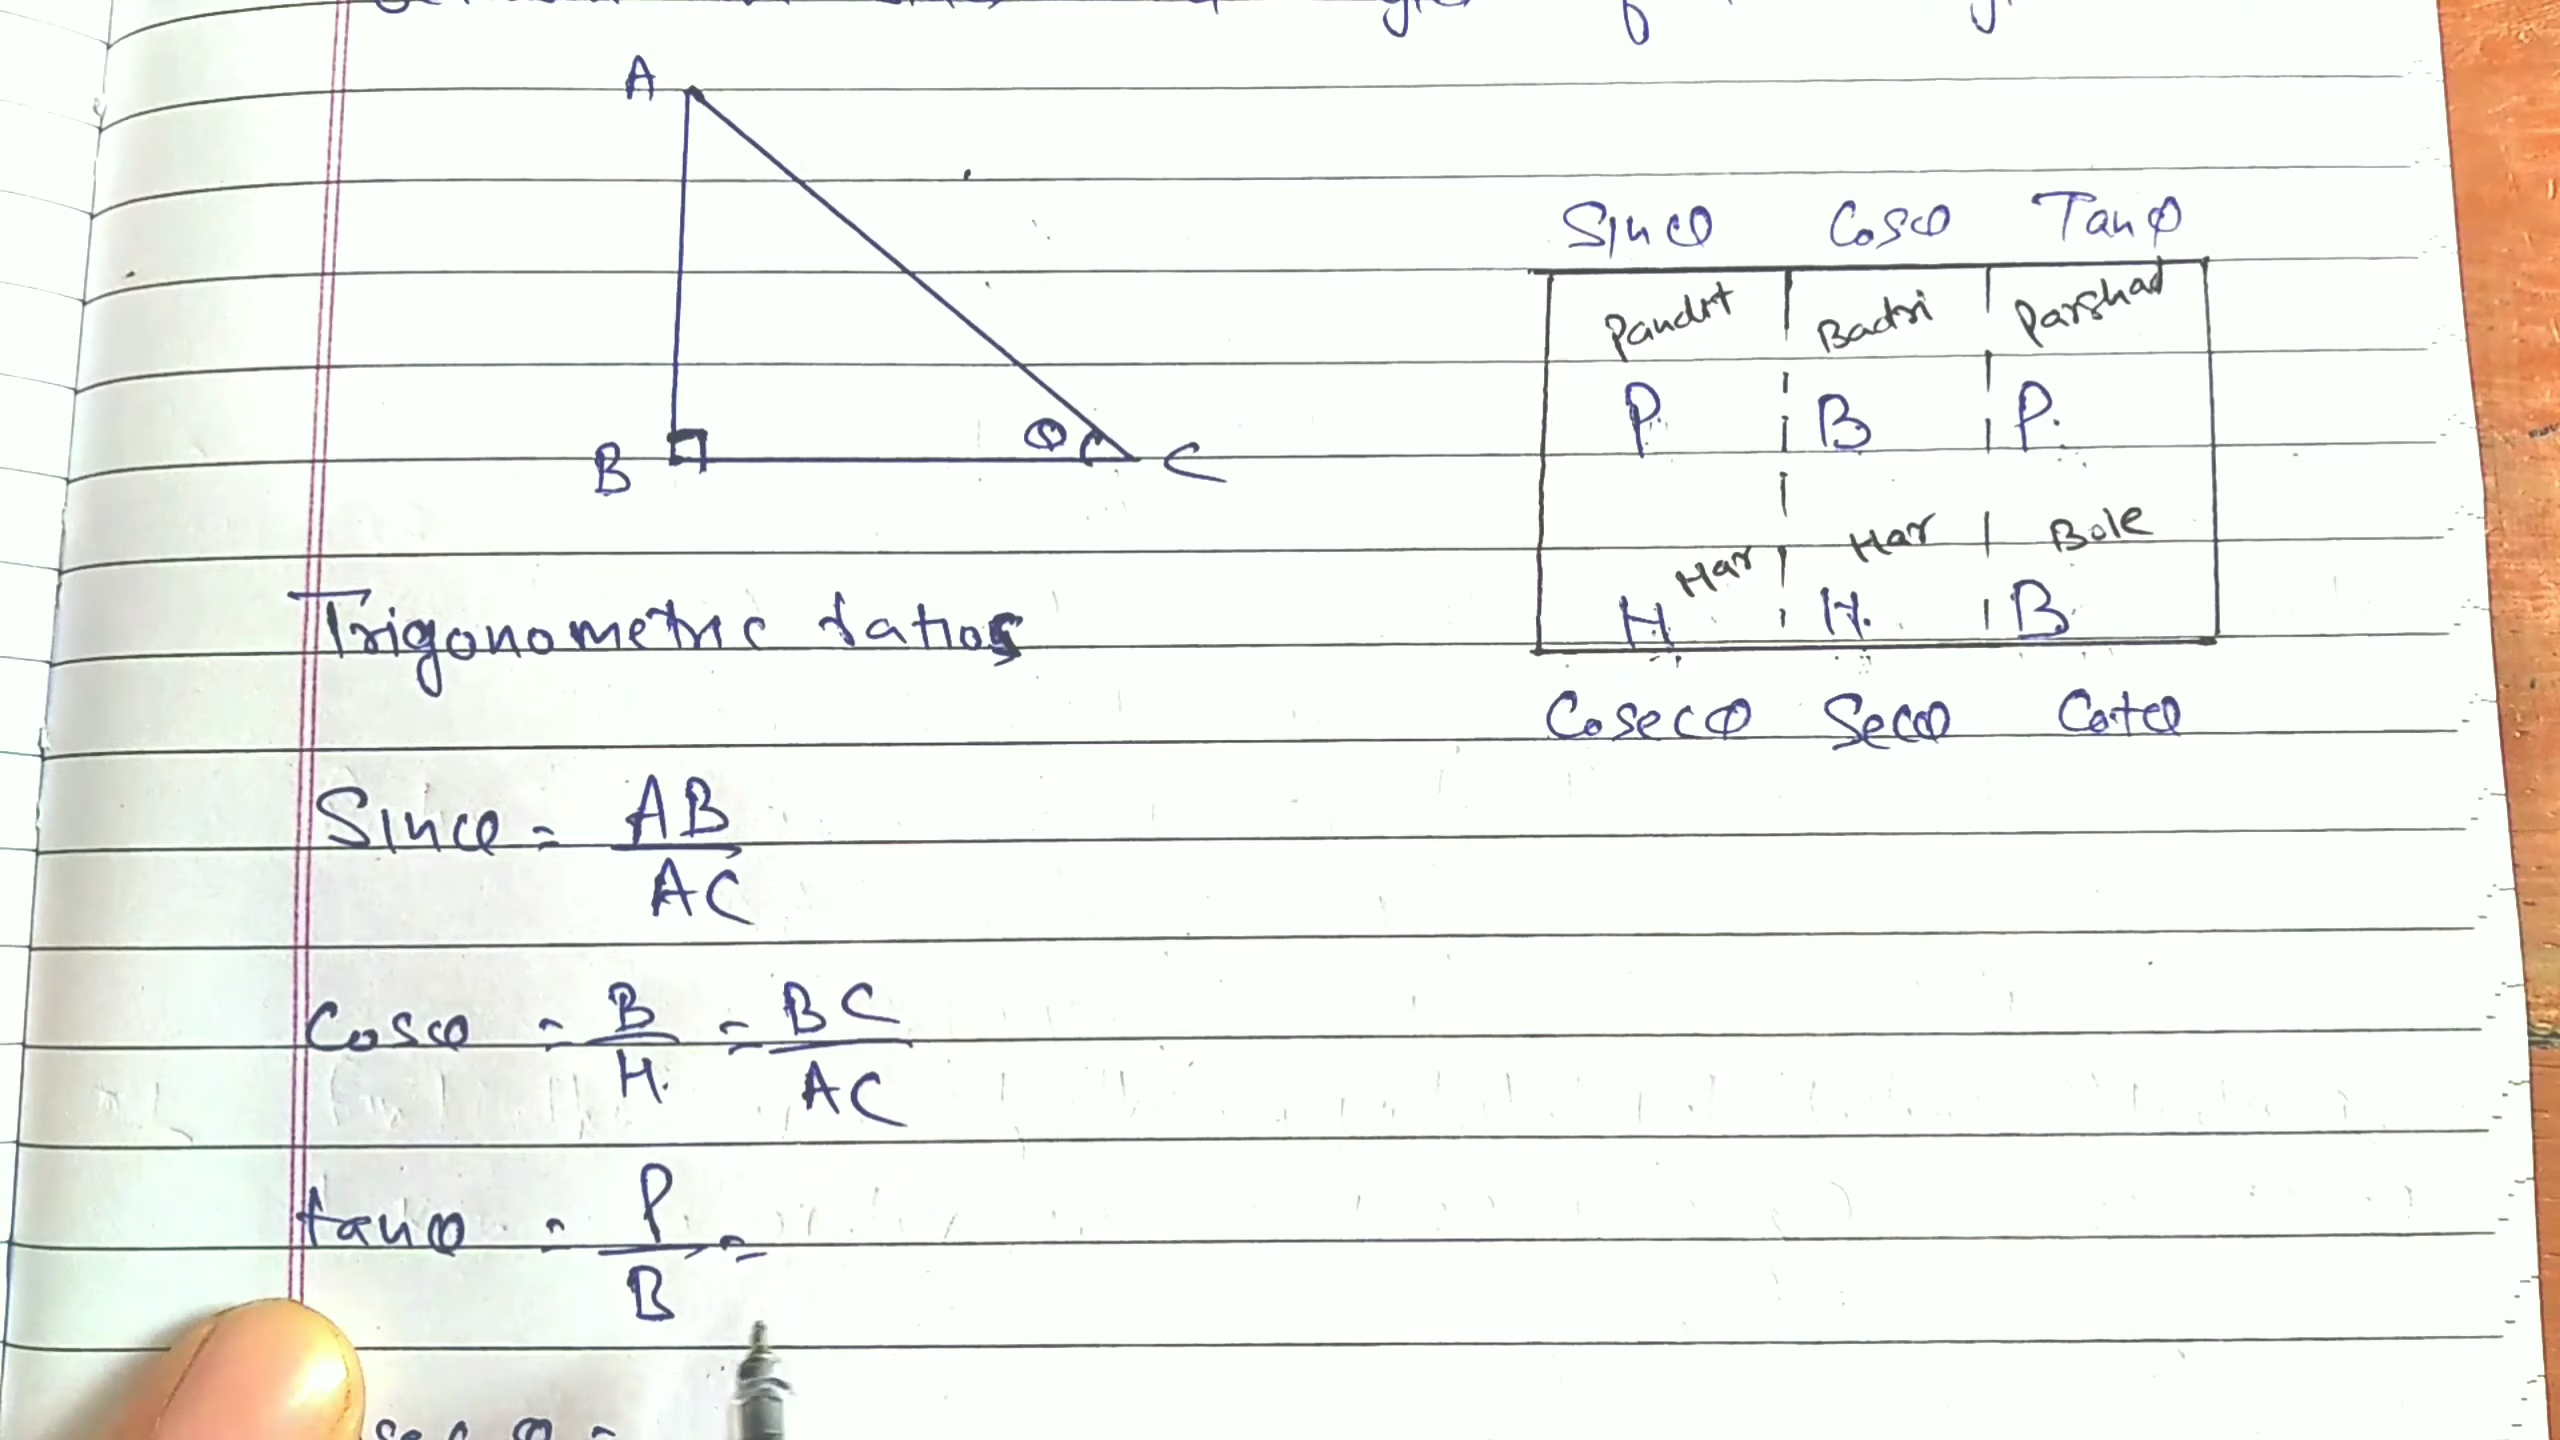 A
B
θ
C
Sinθ Cosθ Tanθ
Pandit Badri Parshad
P B P.
Har Har Bole
H H. B
Cosecθ Secθ Cotθ
Trigonometric ratios
Sinθ = AB/AC
Cosθ = B/H. = BC/AC
tanθ = P/B =